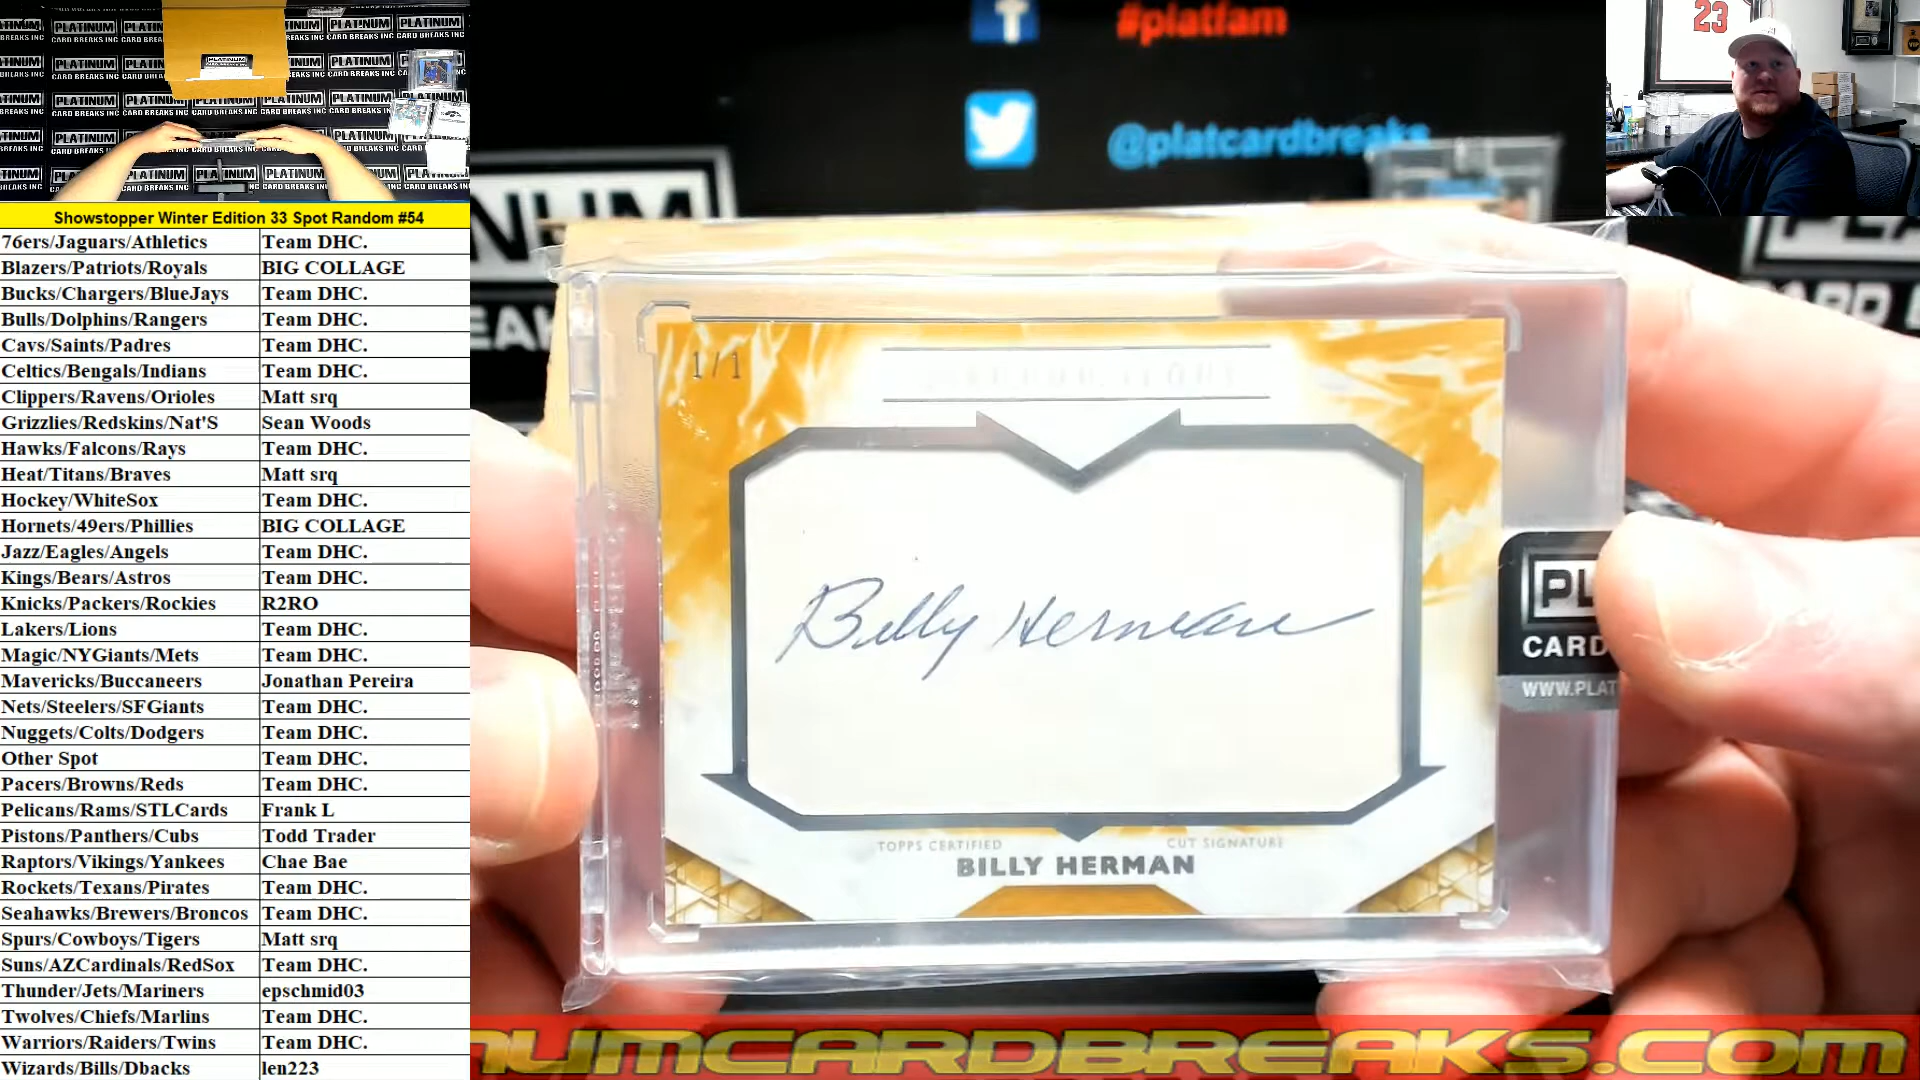 Showstopper Winter Edition 33 Spot Random #54
76ers/Jaguars/Athletics Team DHC.
Blazers/Patriots/Royals BIG COLLAGE
Bucks/Chargers/BlueJays Team DHC.
Bulls/Dolphins/Rangers Team DHC.
Cavs/Saints/Padres Team DHC.
Celtics/Bengals/Indians Team DHC.
Clippers/Ravens/Orioles Matt srq
Grizzlies/Redskins/Nat'S Sean Woods
Hawks/Falcons/Rays Team DHC.
Heat/Titans/Braves Matt srq
Hockey/WhiteSox Team DHC.
Hornets/49ers/Phillies BIG COLLAGE
Jazz/Eagles/Angels Team DHC.
Kings/Bears/Astros Team DHC.
Knicks/Packers/Rockies R2RO
Lakers/Lions Team DHC.
Magic/NYGiants/Mets Team DHC.
Mavericks/Buccaneers Jonathan Pereira
Nets/Steelers/SFGiants Team DHC.
Nuggets/Colts/Dodgers Team DHC.
Other Spot Team DHC.
Pacers/Browns/Reds Team DHC.
Pelicans/Rams/STLCards Frank L
Pistons/Panthers/Cubs Todd Trader
Raptors/Vikings/Yankees Chae Bae
Rockets/Texans/Pirates Team DHC.
Seahawks/Brewers/Broncos Team DHC.
Spurs/Cowboys/Tigers Matt srq
Suns/AZCardinals/RedSox Team DHC.
Thunder/Jets/Mariners epschmid03
Twolves/Chiefs/Marlins Team DHC.
Warriors/Raiders/Twins Team DHC.
Wizards/Bills/Dbacks len223
#platfam
@platcardbreaks
1/1
Billy Herman
TOPPS CERTIFIED CUT SIGNATURE
BILLY HERMAN
PL
CARD
WWW.PLAT
NUMCARDBREAKS.COM
23
PLATINUM
CARD BREAKS INC